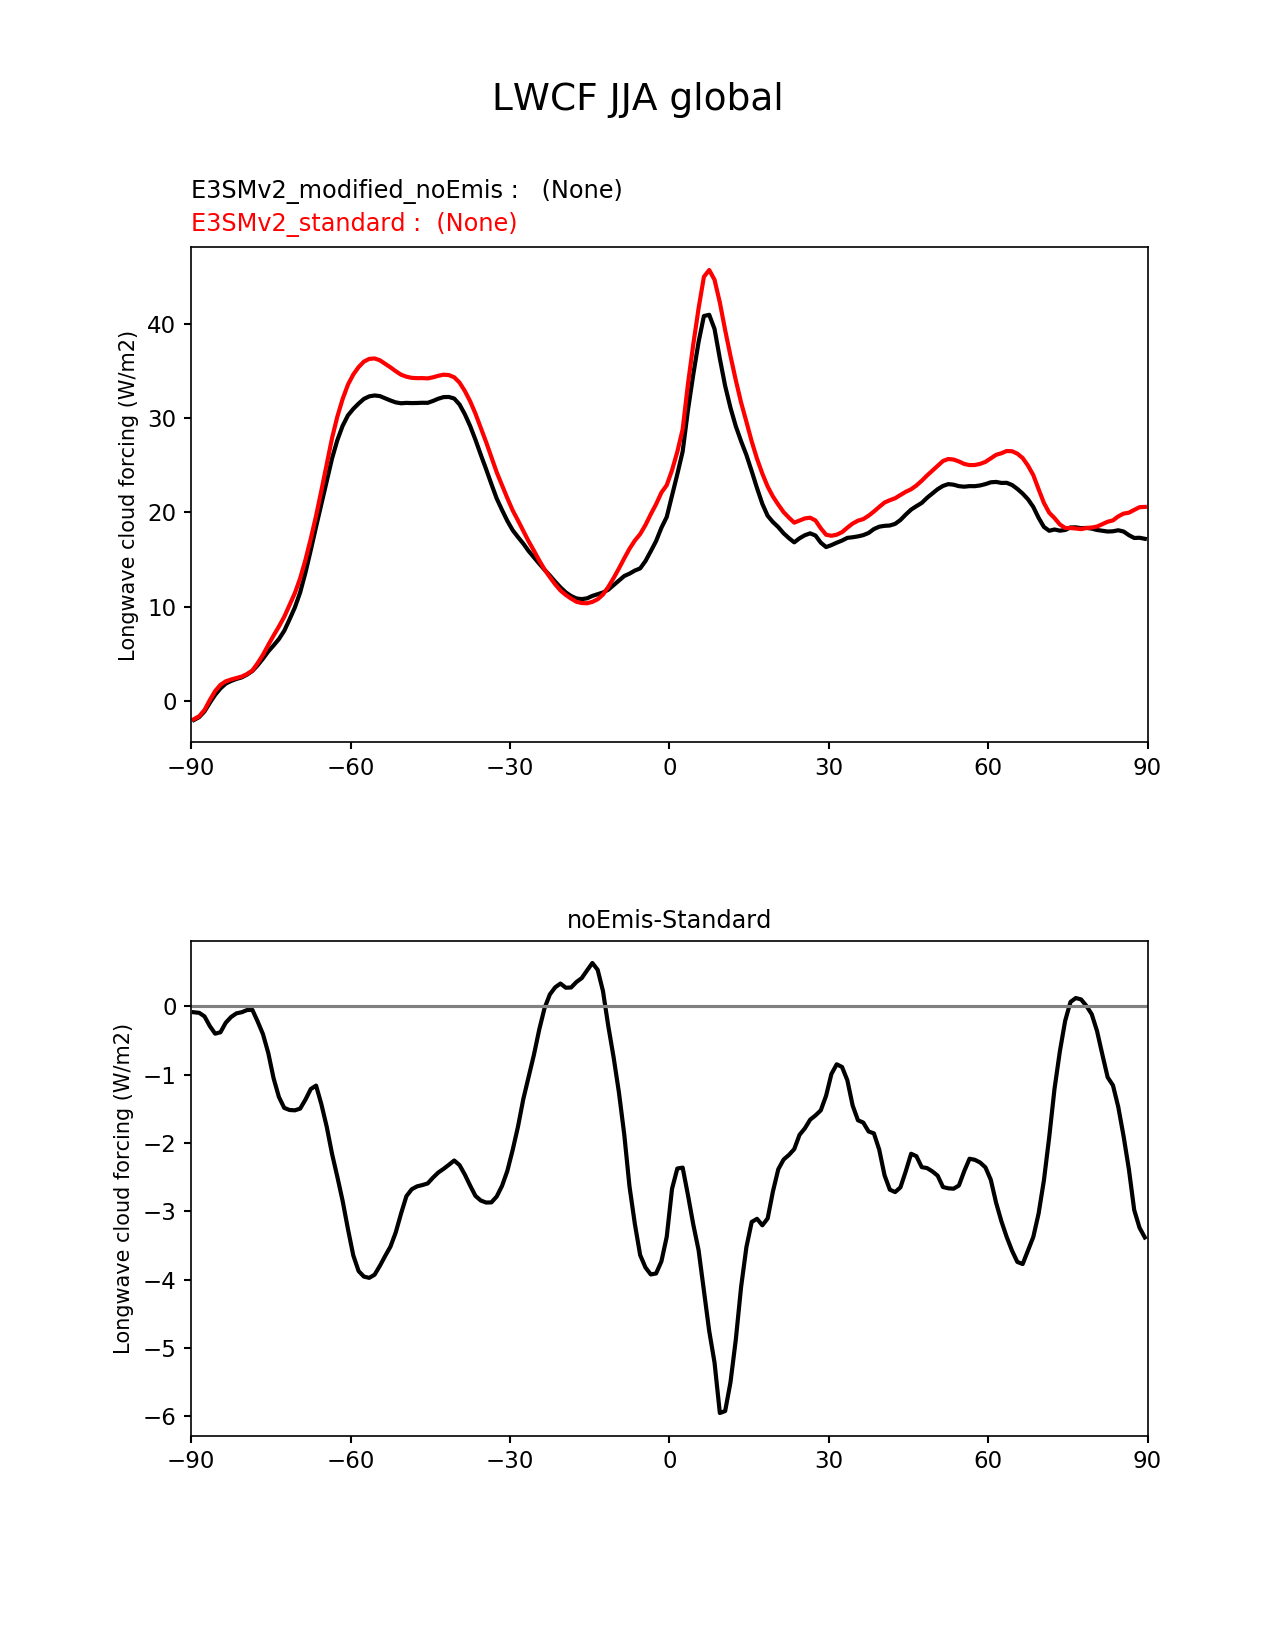 LWCF JJA global
E3SMv2_modified_noEmis :   (None)
E3SMv2_standard :  (None)
Longwave cloud forcing (W/m2)
40
30
20
10
0
−90 −60 −30 0 30 60 90
noEmis-Standard
Longwave cloud forcing (W/m2)
0
−1
−2
−3
−4
−5
−6
−90 −60 −30 0 30 60 90